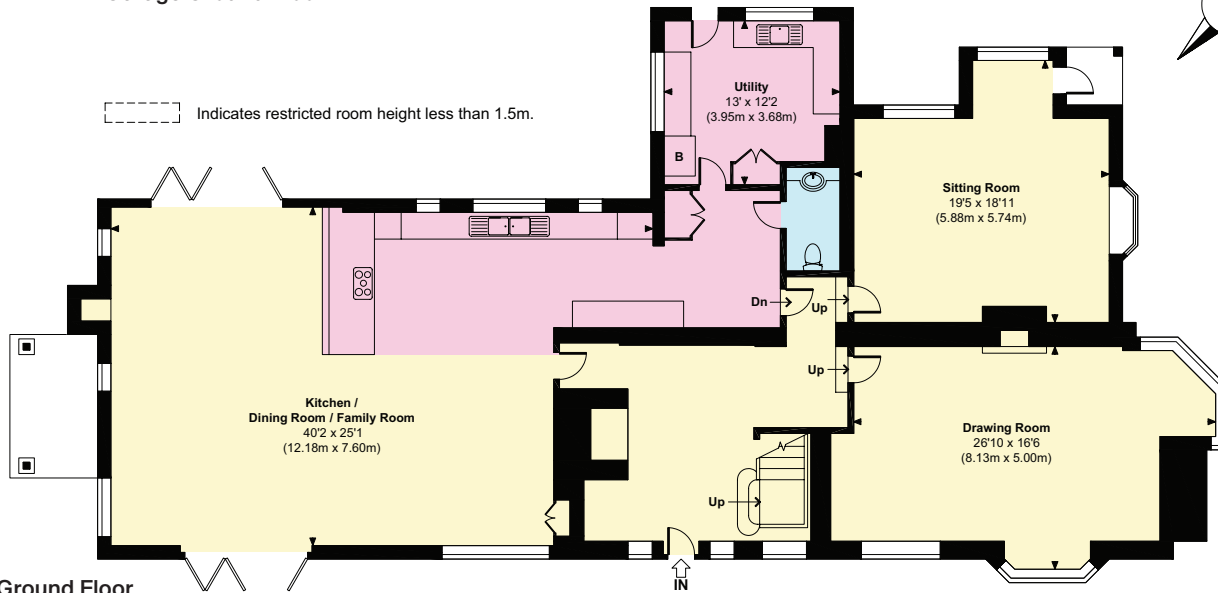 Indicates restricted room height less than 1.5m.
Utility
13' x 12'2
(3.95m x 3.68m)
B
Sitting Room
19'5 x 18'11
(5.88m x 5.74m)
Dn
Up
Up
Kitchen /
Dining Room / Family Room
40'2 x 25'1
(12.18m x 7.60m)
Drawing Room
26'10 x 16'6
(8.13m x 5.00m)
Up
Ground Floor
IN